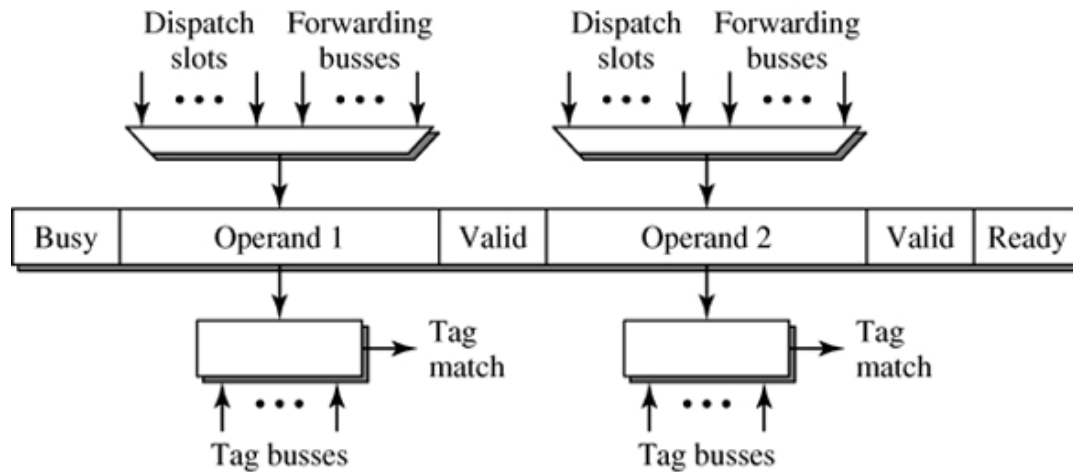 Dispatch slots
Forwarding busses
Dispatch slots
Forwarding busses
Busy
Operand 1
Valid
Operand 2
Valid
Ready
Tag match
Tag match
Tag busses
Tag busses